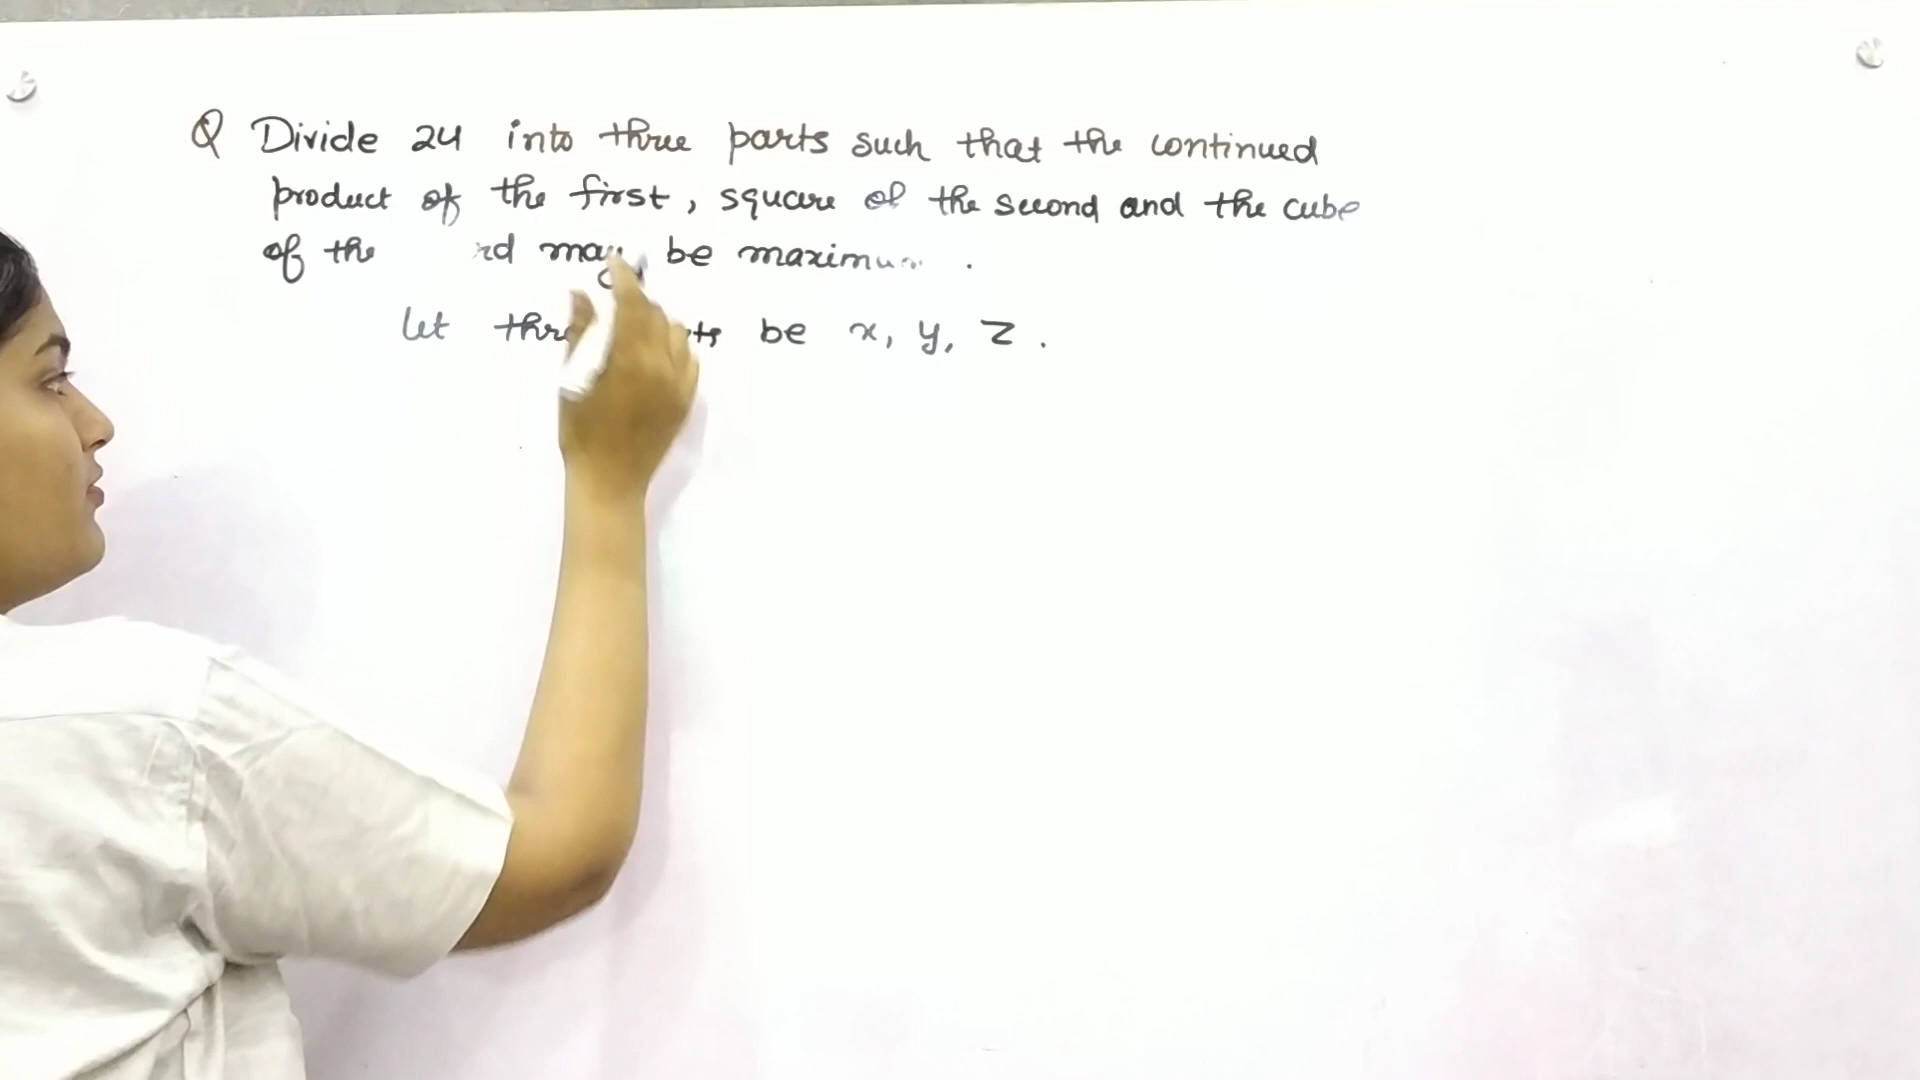 Q Divide 24 into three parts such that the continued
product of the first, square of the second and the cube
of the rd may be
let be x, y, z.